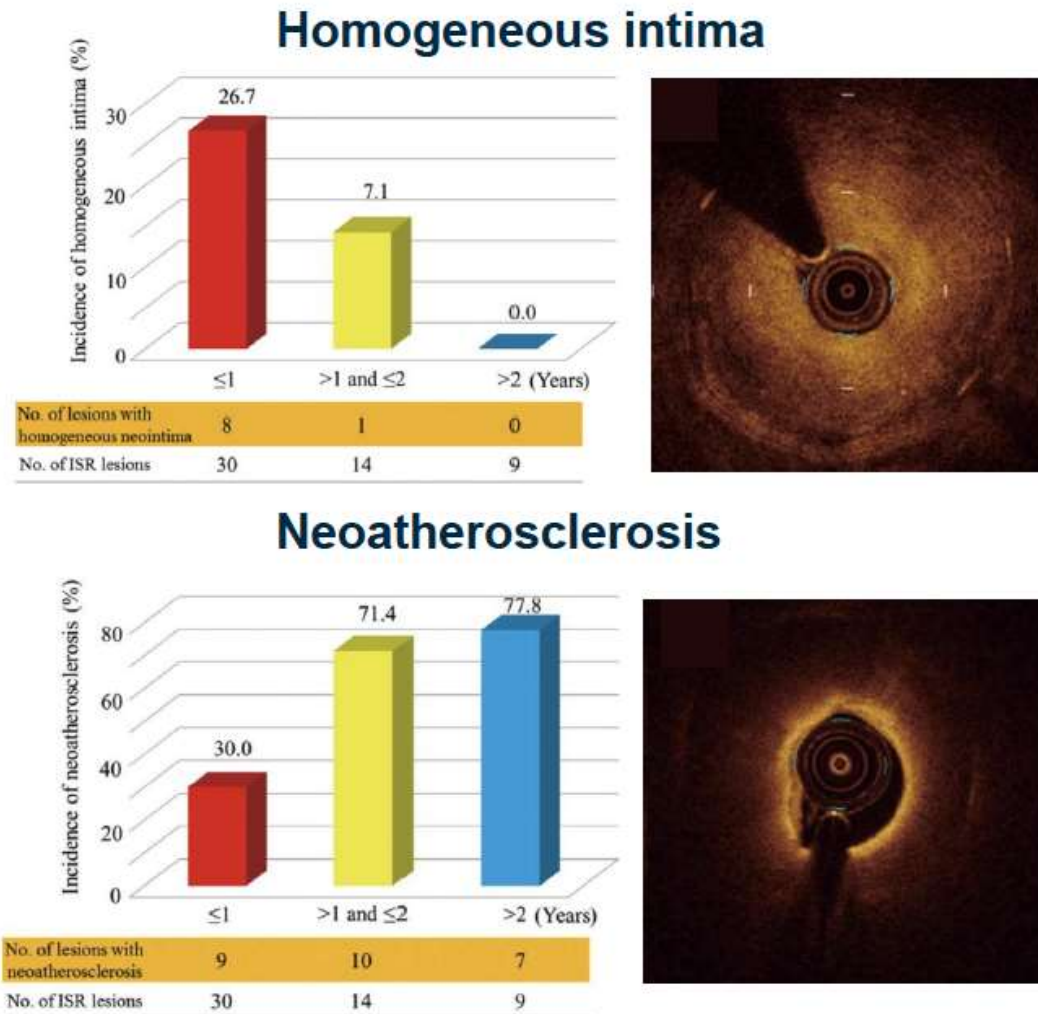 Homogeneous intima
Incidence of homogeneous intima (%)
30
20
10
0
26.7
7.1
0.0
≤1 >1 and ≤2 >2 (Years)
No. of lesions with
homogeneous neointima 8 1 0
No. of ISR lesions 30 14 9
Neoatherosclerosis
Incidence of neoatherosclerosis (%)
80
60
40
20
0
30.0
71.4
77.8
≤1 >1 and ≤2 >2 (Years)
No. of lesions with
neoatherosclerosis 9 10 7
No. of ISR lesions 30 14 9